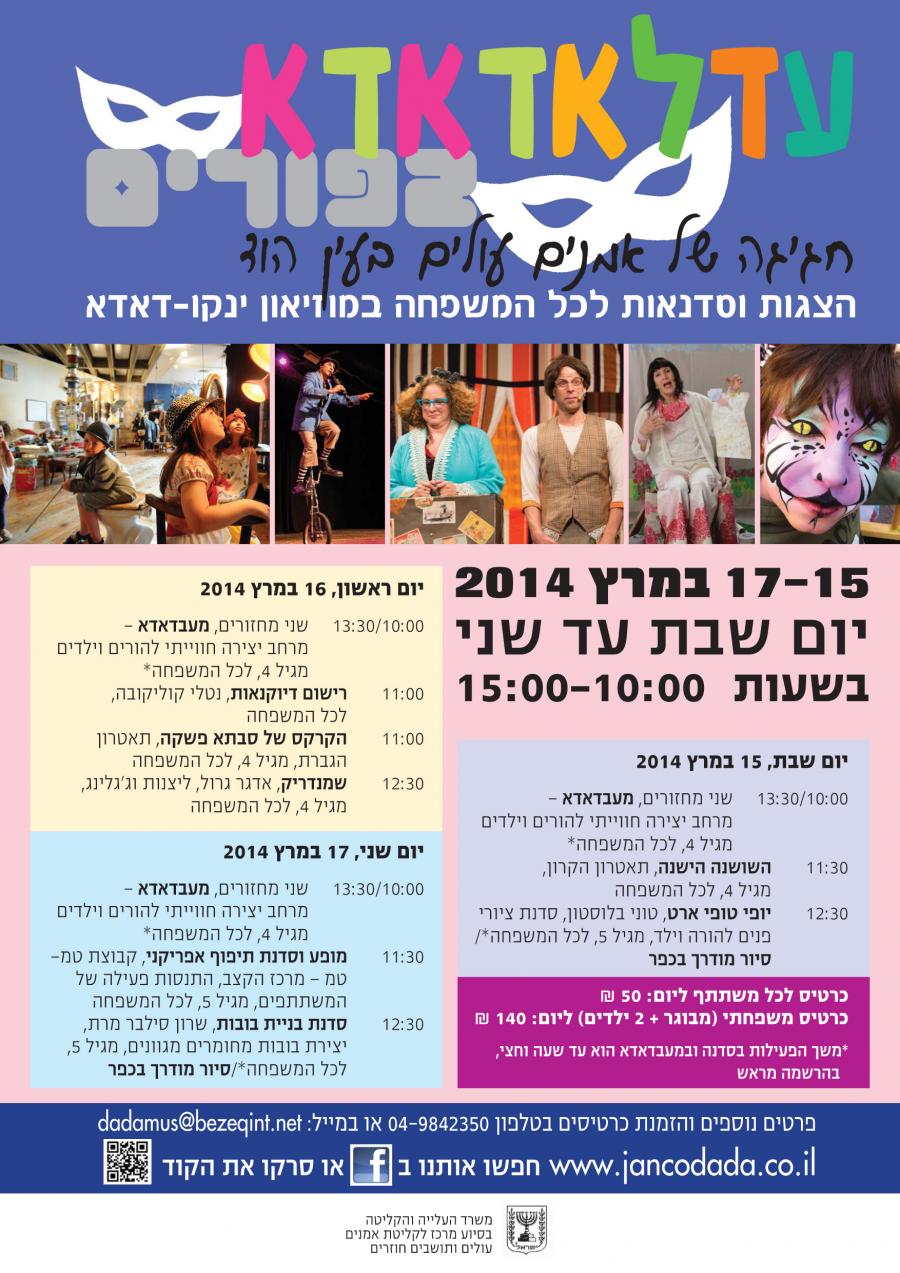 עדלאדאדא
בפורים
חגיגה של אמנים עולים בעין הוד
הצגות וסדנאות לכל המשפחה במוזיאון ינקו-דאדא
17-15 במרץ 2014
יום שבת עד שני
בשעות 15:00-10:00
יום שבת, 15 במרץ 2014
13:30/10:00 שני מחזורים, מעבדאדא –
מרחב יצירה חווייתי להורים וילדים
מגיל 4, לכל המשפחה*
11:30 השושנה הישנה, תאטרון הקרון,
מגיל 4, לכל המשפחה
12:30 יופי טופי ארט, טוני בלוסטון, סדנת ציורי
פנים להורה וילד, מגיל 5, לכל המשפחה*/
סיור מודרך בכפר
כרטיס לכל משתתף ליום: 50 ₪
כרטיס משפחתי (מבוגר + 2 ילדים) ליום: 140 ₪
*משך הפעילות בסדנה ובמעבדאדא הוא עד שעה וחצי,
בהרשמה מראש
יום ראשון, 16 במרץ 2014
13:30/10:00 שני מחזורים, מעבדאדא –
מרחב יצירה חווייתי להורים וילדים
מגיל 4, לכל המשפחה*
11:00 רישום דיוקנאות, נטלי קוליקובה,
לכל המשפחה
11:00 הקרקס של סבתא פשקה, תאטרון
הגברת, מגיל 4, לכל המשפחה
12:30 שמנדריק, אדגר גרול, ליצנות וג'גלינג,
מגיל 4, לכל המשפחה
יום שני, 17 במרץ 2014
13:30/10:00 שני מחזורים, מעבדאדא –
מרחב יצירה חווייתי להורים וילדים
מגיל 4, לכל המשפחה*
11:30 מופע וסדנת תיפוף אפריקני, קבוצת טמ-
טמ – מרכז הקצב, התנסות פעילה של
המשתתפים, מגיל 5, לכל המשפחה
12:30 סדנת בניית בובות, שרון סילבר מרת,
יצירת בובות מחומרים מגוונים, מגיל 5,
לכל המשפחה*/סיור מודרך בכפר
פרטים נוספים והזמנת כרטיסים בטלפון 04-9842350 או במייל: dadamus@bezeqint.net
www.jancodada.co.il חפשו אותנו ב f או סרקו את הקוד
משרד העלייה והקליטה
בסיוע מרכז לקליטת אמנים
עולים ותושבים חוזרים
ישראל